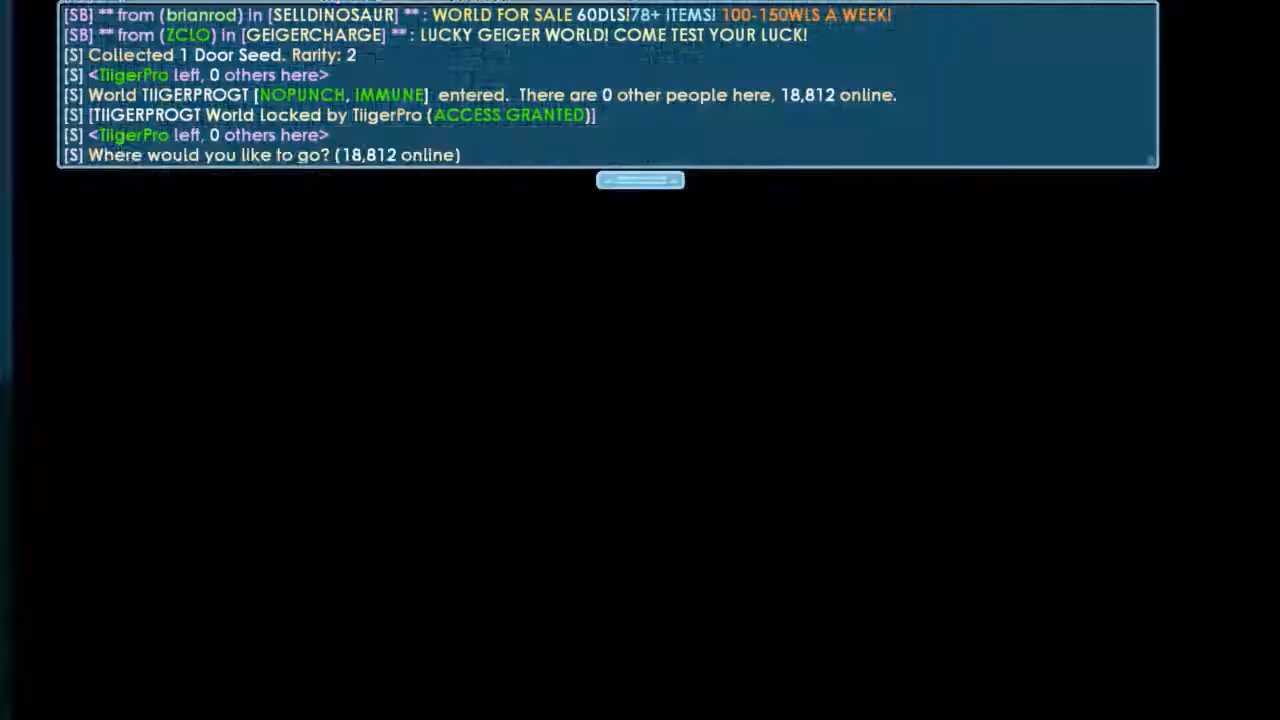 [SB] ** from (brianrod) in [SELLDINOSAUR] ** : WORLD FOR SALE 60DLS!78+ ITEMS! 100-150WLS A WEEK!
[SB] ** from (ZCLO) in [GEIGERCHARGE] ** : LUCKY GEIGER WORLD! COME TEST YOUR LUCK!
[S] Collected 1 Door Seed. Rarity: 2
[S] <TiigerPro left, 0 others here>
[S] World TIIGERPROGT [NOPUNCH, IMMUNE]  entered.  There are 0 other people here, 18,812 online.
[S] [TIIGERPROGT World Locked by TiigerPro (ACCESS GRANTED)]
[S] <TiigerPro left, 0 others here>
[S] Where would you like to go? (18,812 online)